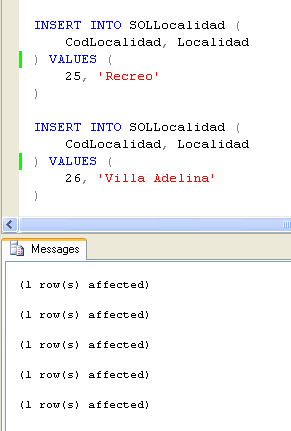 INSERT INTO SOLLocalidad (
CodLocalidad, Localidad
) VALUES (
25, 'Recreo'
)
INSERT INTO SOLLocalidad (
CodLocalidad, Localidad
) VALUES (
26, 'Villa Adelina'
)
Messages
(1 row(s) affected)
(1 row(s) affected)
(1 row(s) affected)
(1 row(s) affected)
(1 row(s) affected)